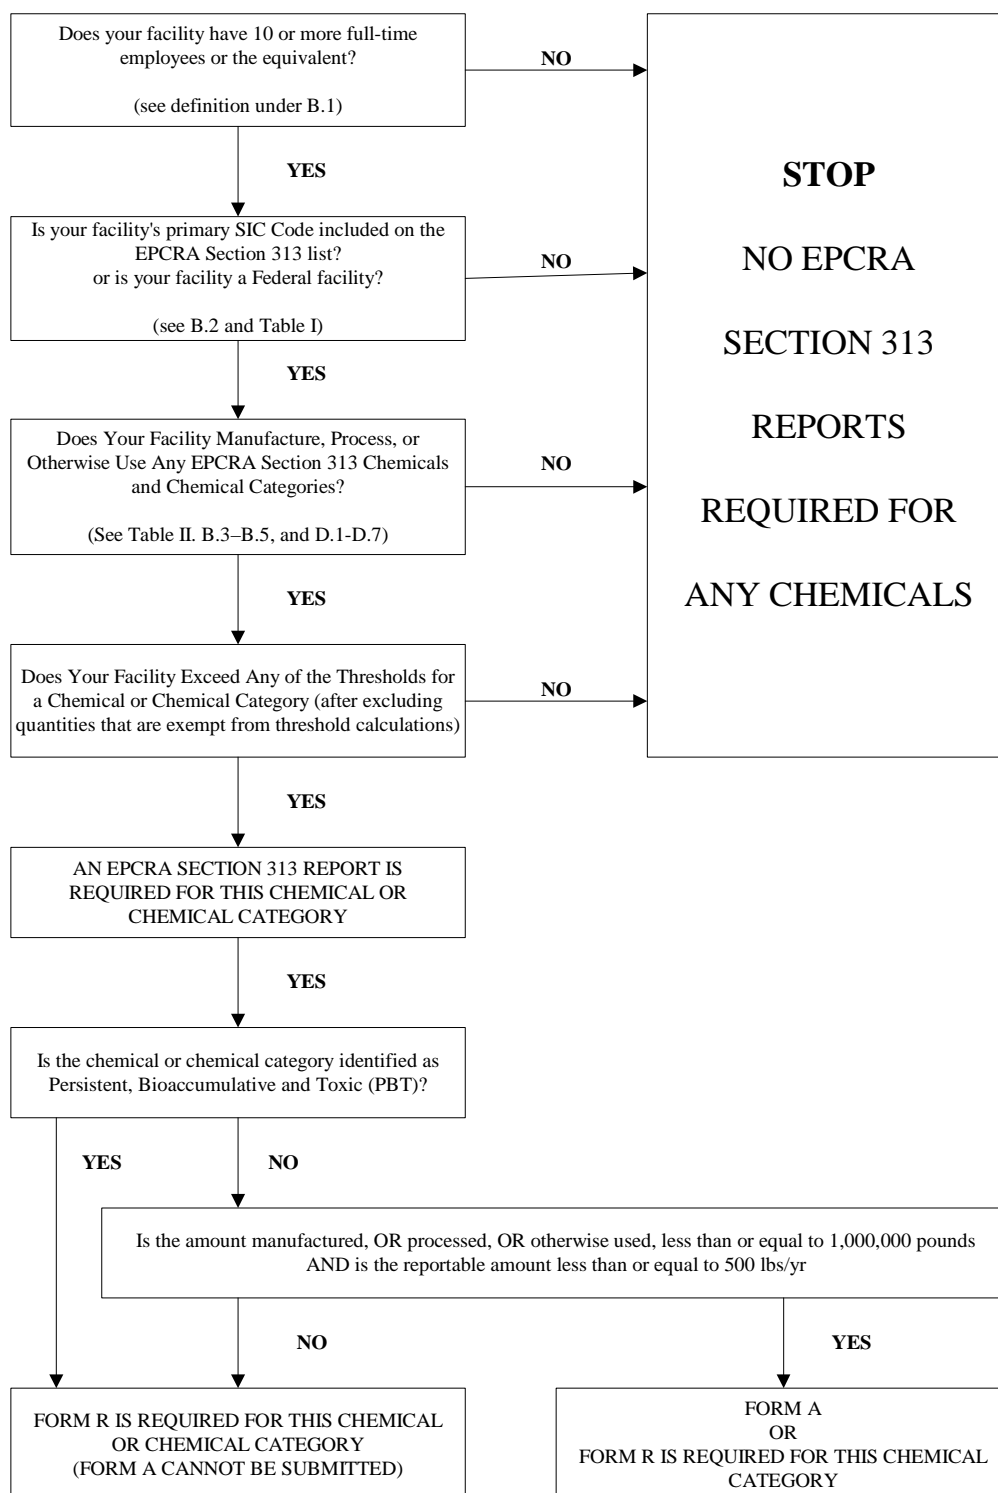 Does your facility have 10 or more full-time
employees or the equivalent?
(see definition under B.1)
NO
YES
STOP
NO EPCRA
SECTION 313
REPORTS
REQUIRED FOR
ANY CHEMICALS
Is your facility's primary SIC Code included on the
EPCRA Section 313 list?
or is your facility a Federal facility?
(see B.2 and Table I)
NO
YES
Does Your Facility Manufacture, Process, or
Otherwise Use Any EPCRA Section 313 Chemicals
and Chemical Categories?
(See Table II. B.3–B.5, and D.1-D.7)
NO
YES
Does Your Facility Exceed Any of the Thresholds for
a Chemical or Chemical Category (after excluding
quantities that are exempt from threshold calculations)
NO
YES
AN EPCRA SECTION 313 REPORT IS
REQUIRED FOR THIS CHEMICAL OR
CHEMICAL CATEGORY
YES
Is the chemical or chemical category identified as
Persistent, Bioaccumulative and Toxic (PBT)?
YES
NO
Is the amount manufactured, OR processed, OR otherwise used, less than or equal to 1,000,000 pounds
AND is the reportable amount less than or equal to 500 lbs/yr
NO
YES
FORM R IS REQUIRED FOR THIS CHEMICAL
OR CHEMICAL CATEGORY
(FORM A CANNOT BE SUBMITTED)
FORM A
OR
FORM R IS REQUIRED FOR THIS CHEMICAL
CATEGORY